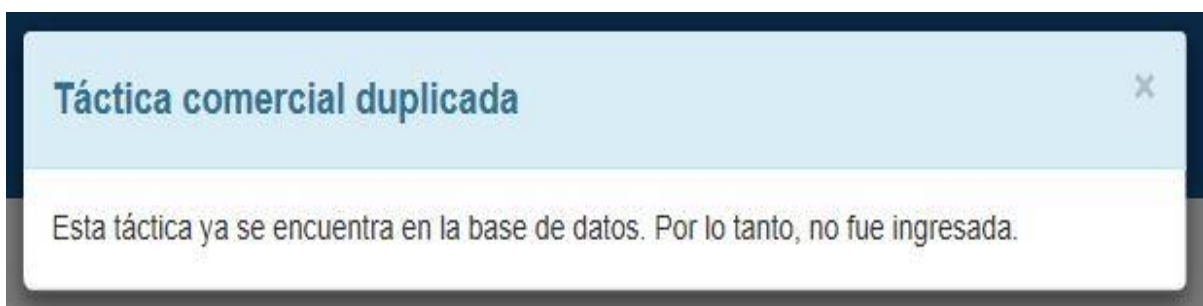 Táctica comercial duplicada
Esta táctica ya se encuentra en la base de datos. Por lo tanto, no fue ingresada.